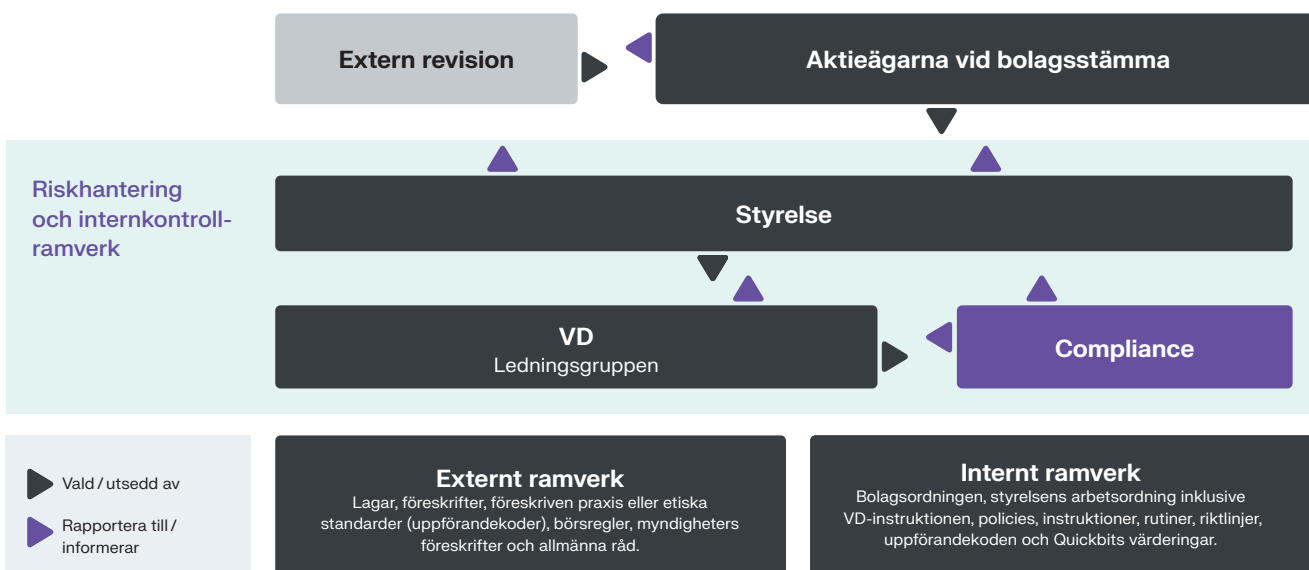 Extern revision
Aktieägarna vid bolagsstämma
Riskhantering
och internkontroll-
ramverk
Styrelse
VD
Ledningsgruppen
Compliance
Vald / utsedd av
Rapportera till /
informerar
Externt ramverk
Lagar, föreskrifter, föreskriven praxis eller etiska
standarder (uppförandekoder), börsregler, myndigheters
föreskrifter och allmänna råd.
Internt ramverk
Bolagsordningen, styrelsens arbetsordning inklusive
VD-instruktionen, policies, instruktioner, rutiner, riktlinjer,
uppförandekoden och Quickbits värderingar.